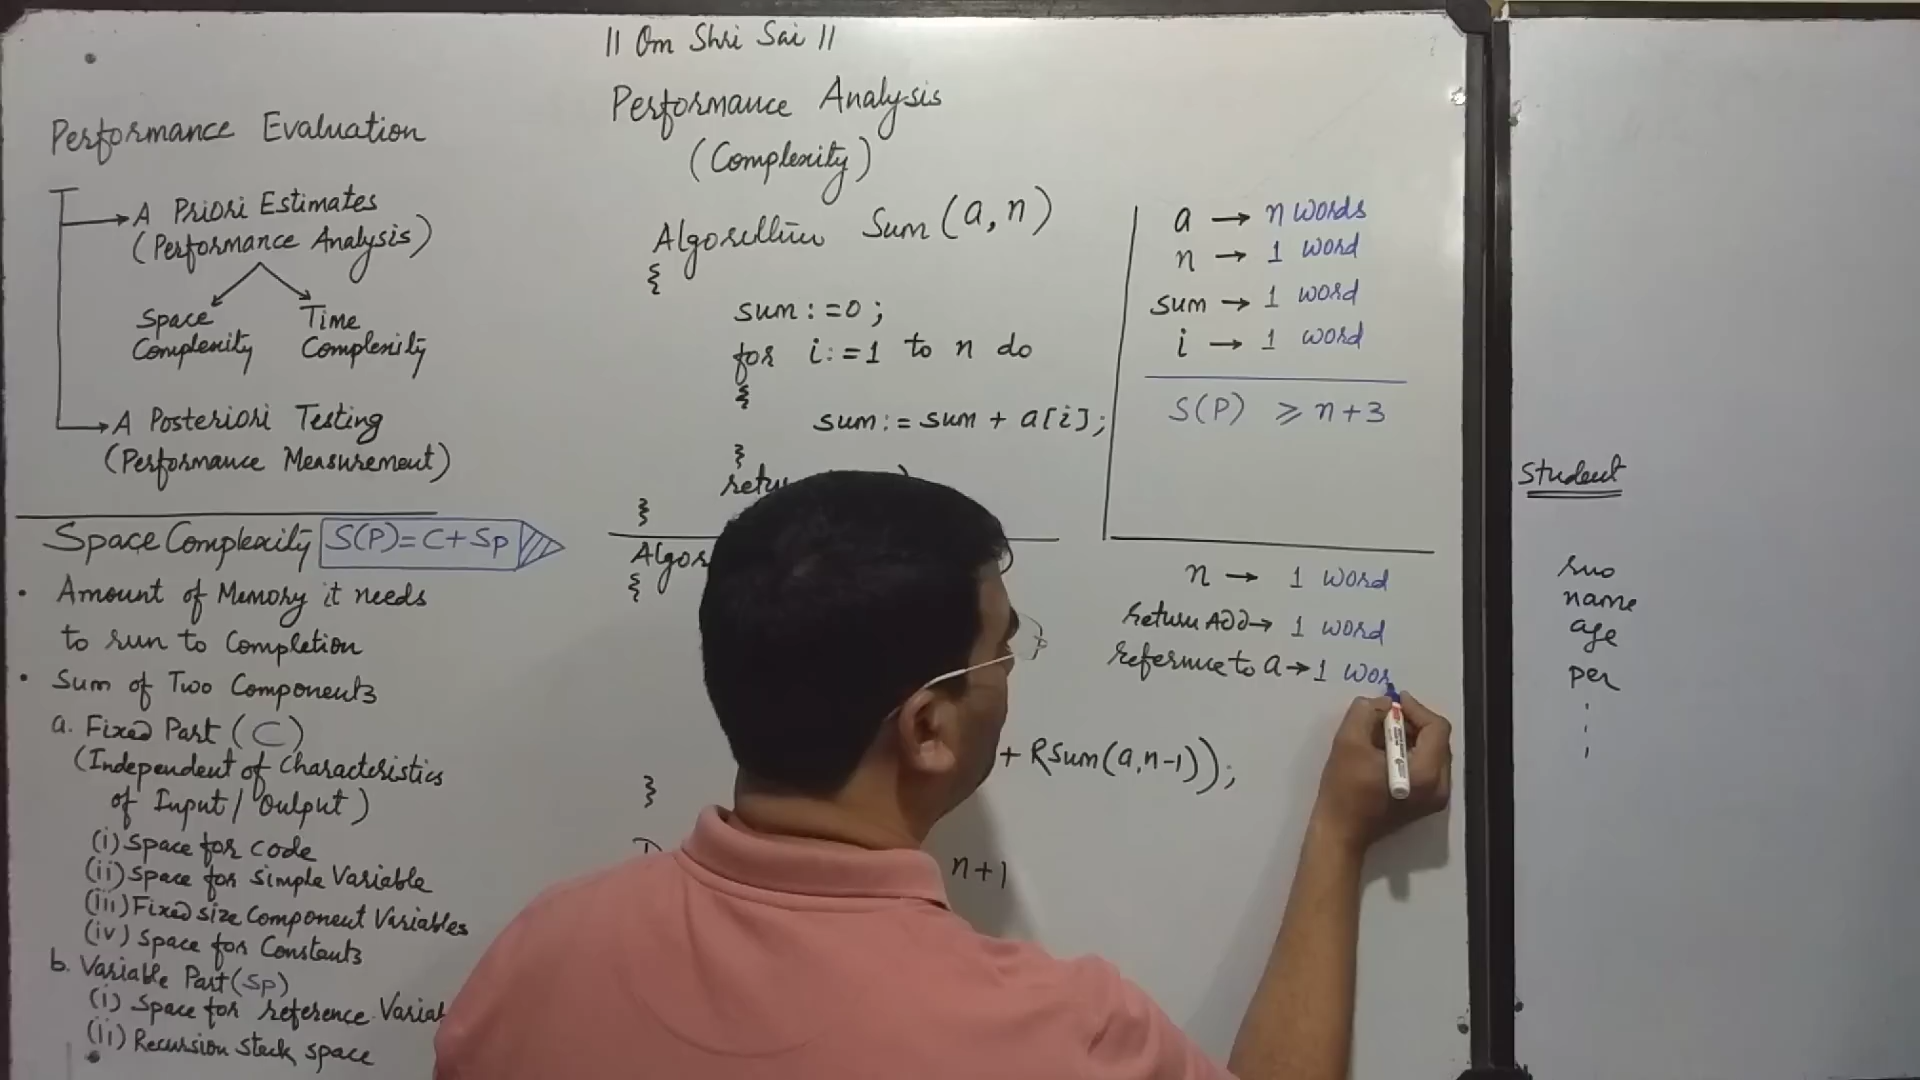 || Om Shri Sai ||
Performance Analysis
(Complexity)
Performance Evaluation
A Priori Estimates
(Performance Analysis)
Space Complexity
Time Complexity
A Posteriori Testing
(Performance Measurement)
Space Complexity S(P)=C+Sp
• Amount of Memory it needs
to run to Completion
• Sum of Two Components
a. Fixed Part (C)
(Independent of Characteristics
of Input/Output)
(i) Space for code
(ii) Space for simple Variable
(iii) Fixed size Component Variables
(iv) Space for Constants
b. Variable Part (Sp)
(i) Space for reference Variab
(ii) Recursion stack space
Algorithm Sum(a,n)
{
sum:=0;
for i:=1 to n do
{
sum:=sum + a[i];
}
retu
}
Algor
{
+ RSum(a,n-1));
}
n+1
a → n words
n → 1 word
sum → 1 word
i → 1 word
S(P) ≥ n+3
n → 1 word
return Add → 1 word
reference to a → 1 wor
Student
rno
name
age
per